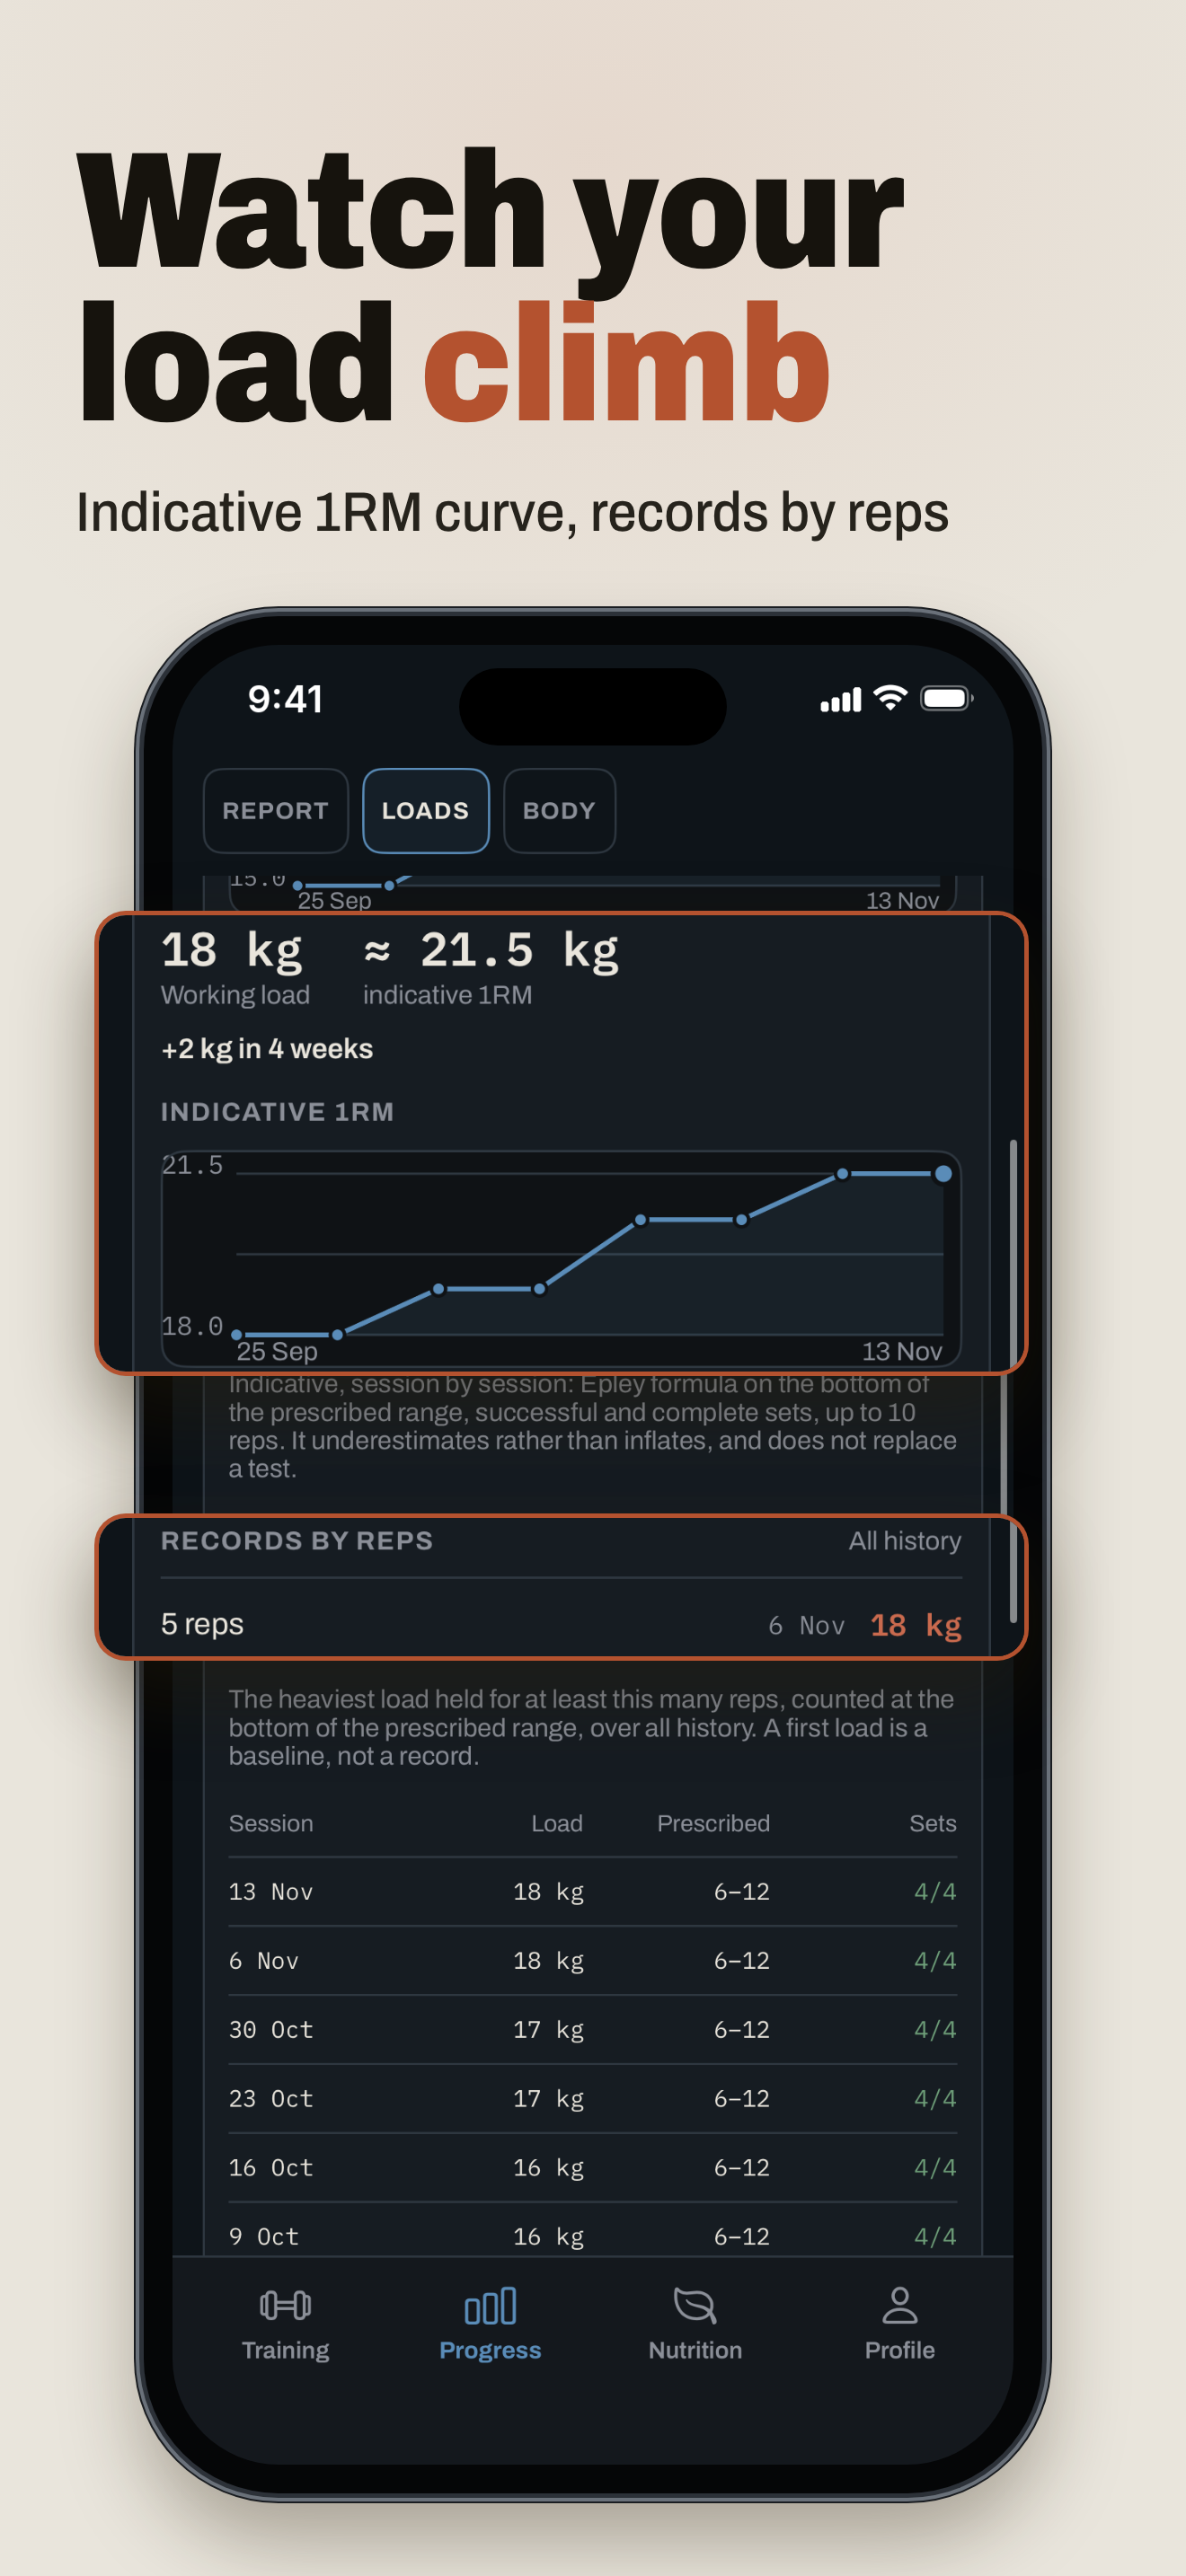 Watch your
load climb
Indicative 1RM curve, records by reps
9:41
REPORT LOADS BODY
15.0
25 Sep 13 Nov
18 kg ≈ 21.5 kg
Working load indicative 1RM
+2 kg in 4 weeks
INDICATIVE 1RM
21.5
18.0
25 Sep 13 Nov
Indicative, session by session: Epley formula on the bottom of
the prescribed range, successful and complete sets, up to 10
reps. It underestimates rather than inflates, and does not replace
a test.
RECORDS BY REPS All history
5 reps 6 Nov 18 kg
The heaviest load held for at least this many reps, counted at the
bottom of the prescribed range, over all history. A first load is a
baseline, not a record.
Session Load Prescribed Sets
13 Nov 18 kg 6–12 4/4
6 Nov 18 kg 6–12 4/4
30 Oct 17 kg 6–12 4/4
23 Oct 17 kg 6–12 4/4
16 Oct 16 kg 6–12 4/4
9 Oct 16 kg 6–12 4/4
Training Progress Nutrition Profile